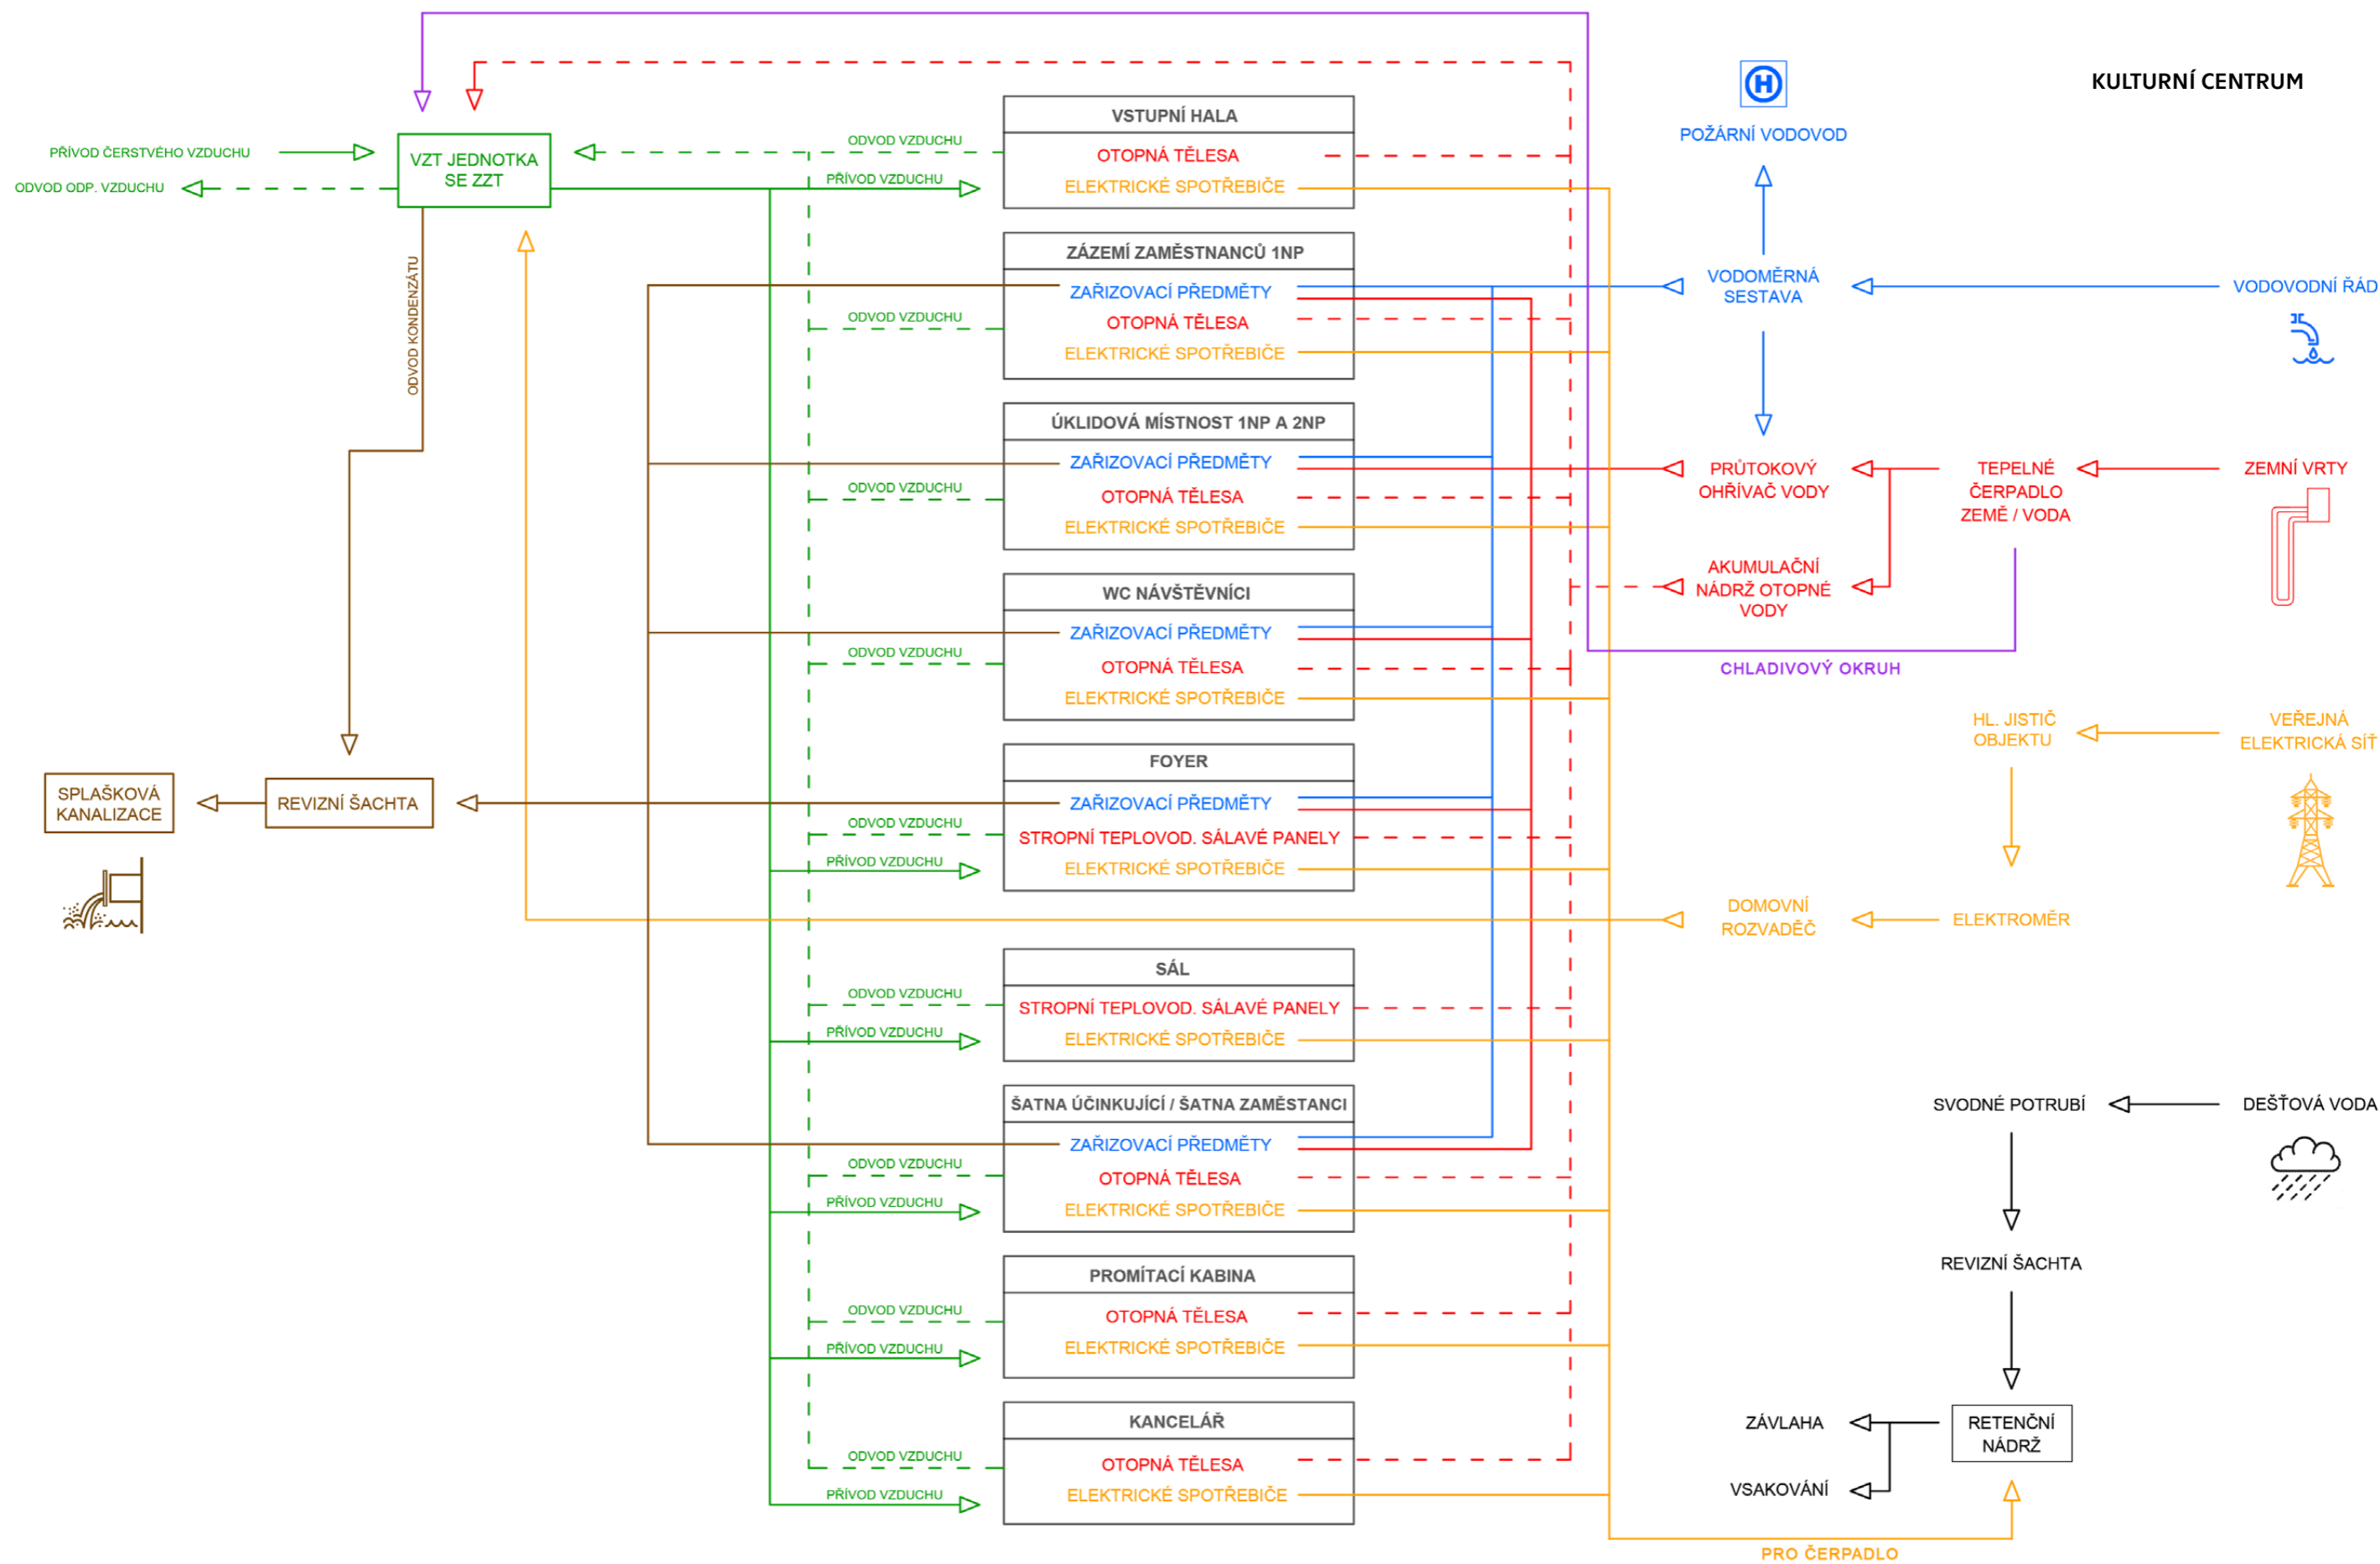 KULTURNÍ CENTRUM
PŘÍVOD ČERSTVÉHO VZDUCHU
ODVOD ODP. VZDUCHU
VZT JEDNOTKA
SE ZZT
ODVOD KONDENZÁTU
SPLAŠKOVÁ
KANALIZACE
REVIZNÍ ŠACHTA
ODVOD VZDUCHU
PŘÍVOD VZDUCHU
VSTUPNÍ HALA
OTOPNÁ TĚLESA
ELEKTRICKÉ SPOTŘEBIČE
ODVOD VZDUCHU
ZÁZEMÍ ZAMĚSTNANCŮ 1NP
ZAŘIZOVACÍ PŘEDMĚTY
OTOPNÁ TĚLESA
ELEKTRICKÉ SPOTŘEBIČE
ODVOD VZDUCHU
ÚKLIDOVÁ MÍSTNOST 1NP A 2NP
ZAŘIZOVACÍ PŘEDMĚTY
OTOPNÁ TĚLESA
ELEKTRICKÉ SPOTŘEBIČE
ODVOD VZDUCHU
WC NÁVŠTĚVNÍCI
ZAŘIZOVACÍ PŘEDMĚTY
OTOPNÁ TĚLESA
ELEKTRICKÉ SPOTŘEBIČE
ODVOD VZDUCHU
PŘÍVOD VZDUCHU
FOYER
ZAŘIZOVACÍ PŘEDMĚTY
STROPNÍ TEPLOVOD. SÁLAVÉ PANELY
ELEKTRICKÉ SPOTŘEBIČE
ODVOD VZDUCHU
PŘÍVOD VZDUCHU
SÁL
STROPNÍ TEPLOVOD. SÁLAVÉ PANELY
ELEKTRICKÉ SPOTŘEBIČE
ODVOD VZDUCHU
PŘÍVOD VZDUCHU
ŠATNA ÚČINKUJÍCÍ / ŠATNA ZAMĚSTANCI
ZAŘIZOVACÍ PŘEDMĚTY
OTOPNÁ TĚLESA
ELEKTRICKÉ SPOTŘEBIČE
ODVOD VZDUCHU
PŘÍVOD VZDUCHU
PROMÍTACÍ KABINA
OTOPNÁ TĚLESA
ELEKTRICKÉ SPOTŘEBIČE
ODVOD VZDUCHU
PŘÍVOD VZDUCHU
KANCELÁŘ
OTOPNÁ TĚLESA
ELEKTRICKÉ SPOTŘEBIČE
H
POŽÁRNÍ VODOVOD
VODOMĚRNÁ
SESTAVA
VODOVODNÍ ŘÁD
PRŮTOKOVÝ
OHŘÍVAČ VODY
TEPELNÉ
ČERPADLO
ZEMĚ / VODA
ZEMNÍ VRTY
AKUMULAČNÍ
NÁDRŽ OTOPNÉ
VODY
CHLADIVOVÝ OKRUH
HL. JISTIČ
OBJEKTU
VEŘEJNÁ
ELEKTRICKÁ SÍŤ
DOMOVNÍ
ROZVADĚČ
ELEKTROMĚR
SVODNÉ POTRUBÍ
DEŠŤOVÁ VODA
REVIZNÍ ŠACHTA
ZÁVLAHA
VSAKOVÁNÍ
RETENČNÍ
NÁDRŽ
PRO ČERPADLO